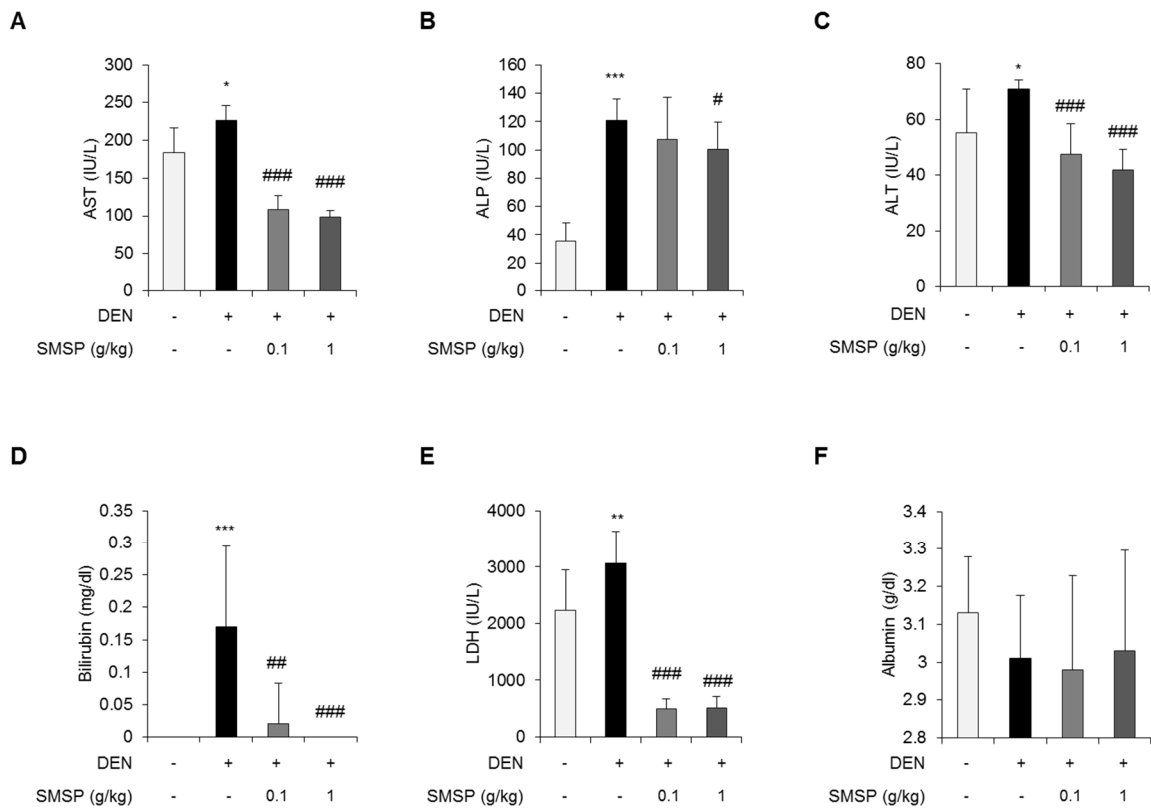 A
B
C
300
250
200
150
100
50
0
AST (IU/L)
*
###
###
DEN - + + +
SMSP (g/kg) - - 0.1 1
160
140
120
100
80
60
40
20
0
ALP (IU/L)
***
#
DEN - + + +
SMSP (g/kg) - - 0.1 1
80
60
40
20
0
ALT (IU/L)
*
###
###
DEN - + + +
SMSP (g/kg) - - 0.1 1
D
E
F
0.35
0.3
0.25
0.2
0.15
0.1
0.05
0
Bilirubin (mg/dl)
***
##
###
DEN - + + +
SMSP (g/kg) - - 0.1 1
4000
3000
2000
1000
0
LDH (IU/L)
**
###
###
DEN - + + +
SMSP (g/kg) - - 0.1 1
3.4
3.3
3.2
3.1
3
2.9
2.8
Albumin (g/dl)
DEN - + + +
SMSP (g/kg) - - 0.1 1